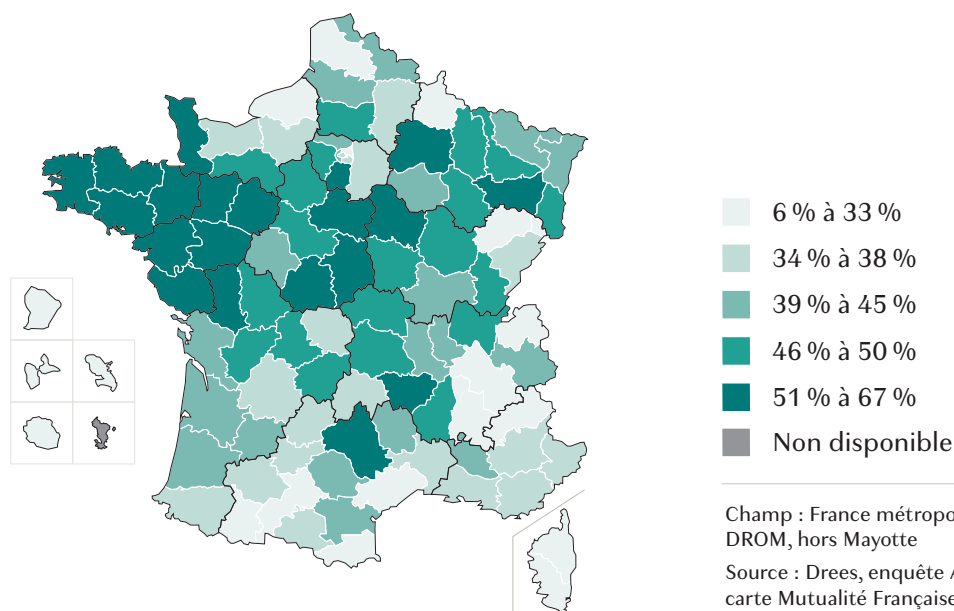 6 % à 33 %
34 % à 38 %
39 % à 45 %
46 % à 50 %
51 % à 67 %
Non disponible
Champ : France
DROM, hors Mayotte
Source : Drees, enquête
carte Mutualité Française